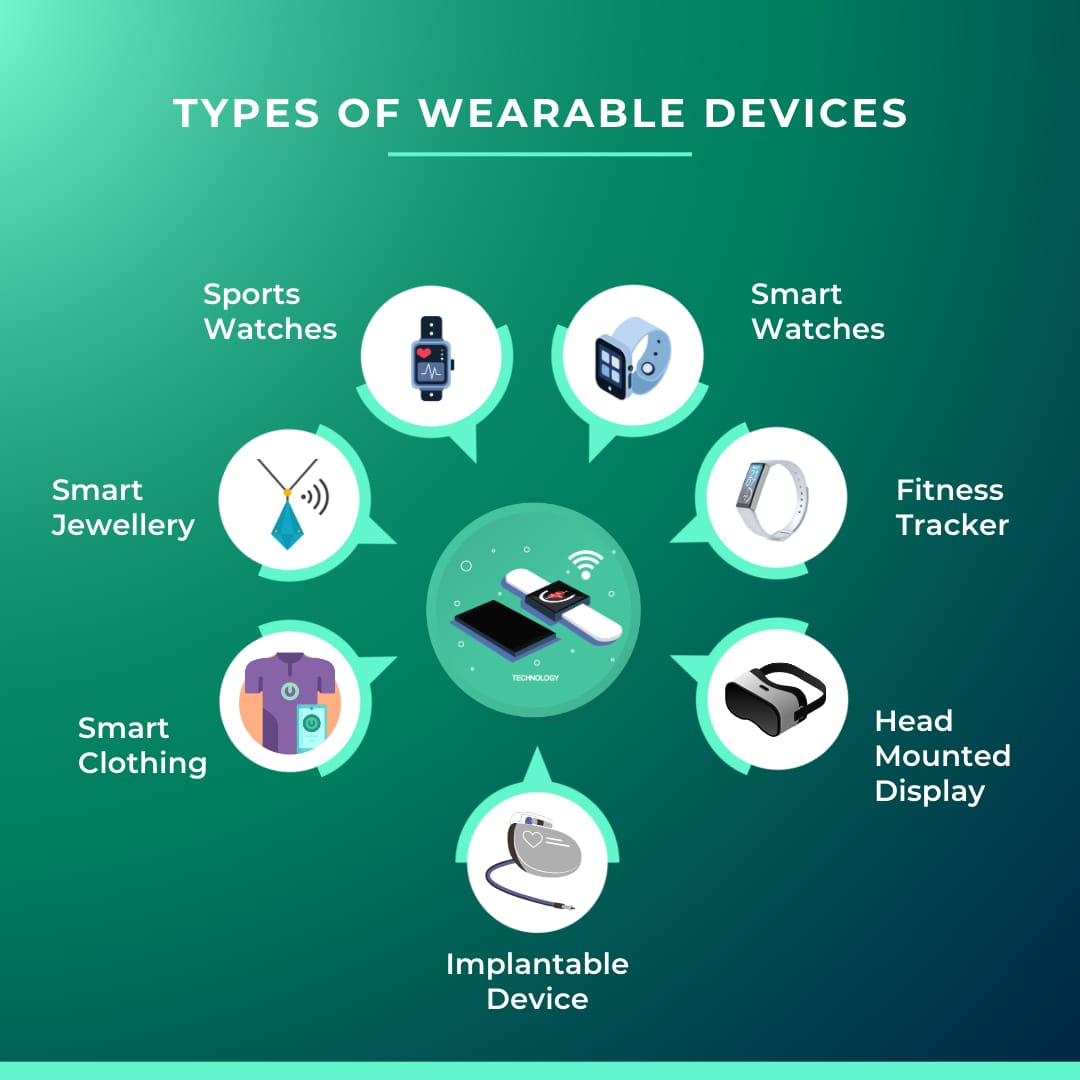 TYPES OF WEARABLE DEVICES
Sports
Watches
Smart
Watches
Smart
Jewellery
Fitness
Tracker
TECHNOLOGY
Smart
Clothing
Head
Mounted
Display
Implantable
Device